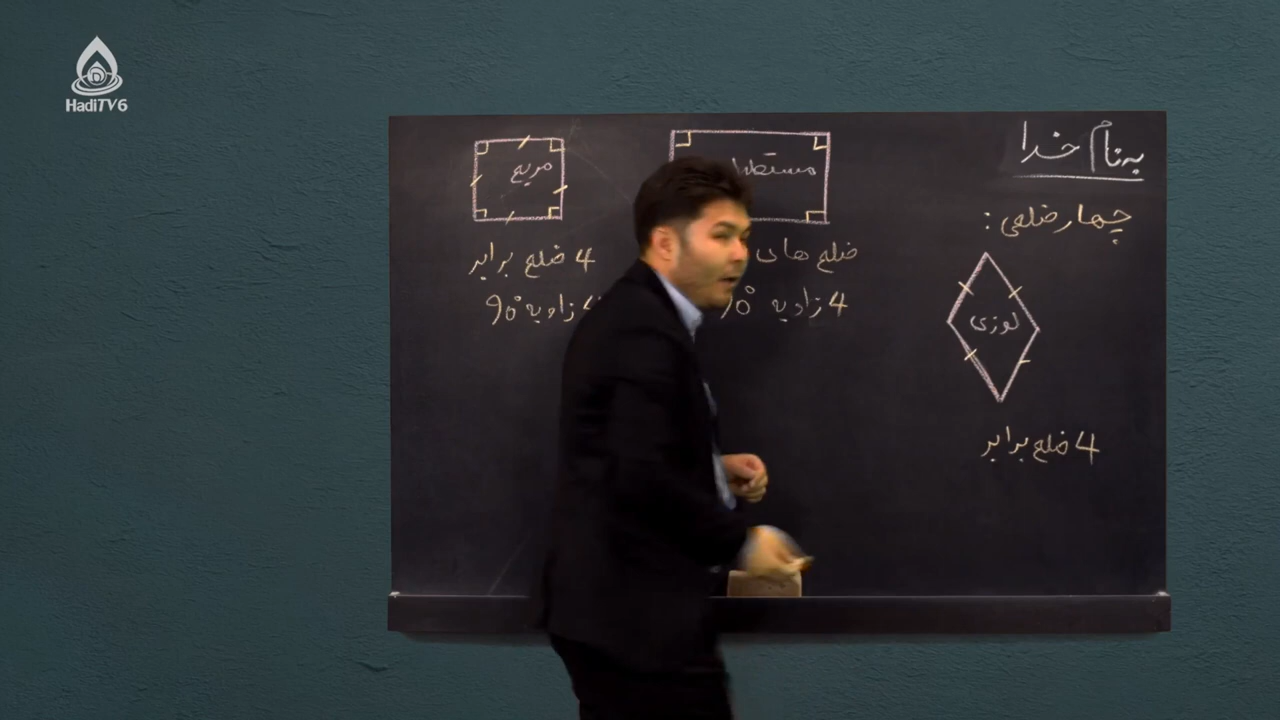 HadiTV6
به نام خدا
چهارضلعی:
لوزی
4 ضلع برابر
ضلع های
4 زاویه 90°
مربع
4 ضلع برابر
زاویه 90°